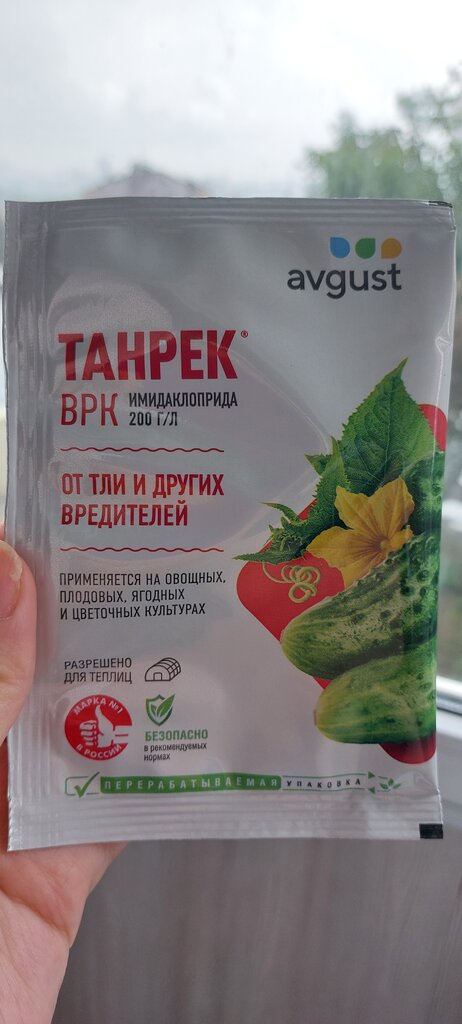 avgust
ТАНРЕК®
ВРК ИМИДАКЛОПРИДА
200 Г/Л
ОТ ТЛИ И ДРУГИХ
ВРЕДИТЕЛЕЙ
ПРИМЕНЯЕТСЯ НА ОВОЩНЫХ,
ПЛОДОВЫХ, ЯГОДНЫХ
И ЦВЕТОЧНЫХ КУЛЬТУРАХ
РАЗРЕШЕНО
ДЛЯ ТЕПЛИЦ
МАРКА №1
В РОССИИ
БЕЗОПАСНО
в рекомендуемых
нормах
ПЕРЕРАБАТЫВАЕМАЯ УПАКОВКА